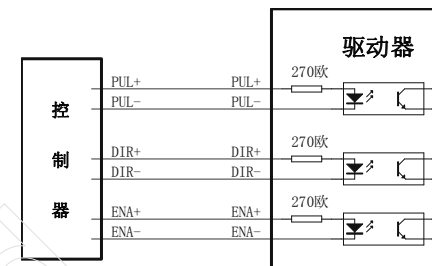 驱动器
控
制
器
PUL+ PUL+ 270欧
PUL- PUL-
DIR+ DIR+ 270欧
DIR- DIR-
ENA+ ENA+ 270欧
ENA- ENA-